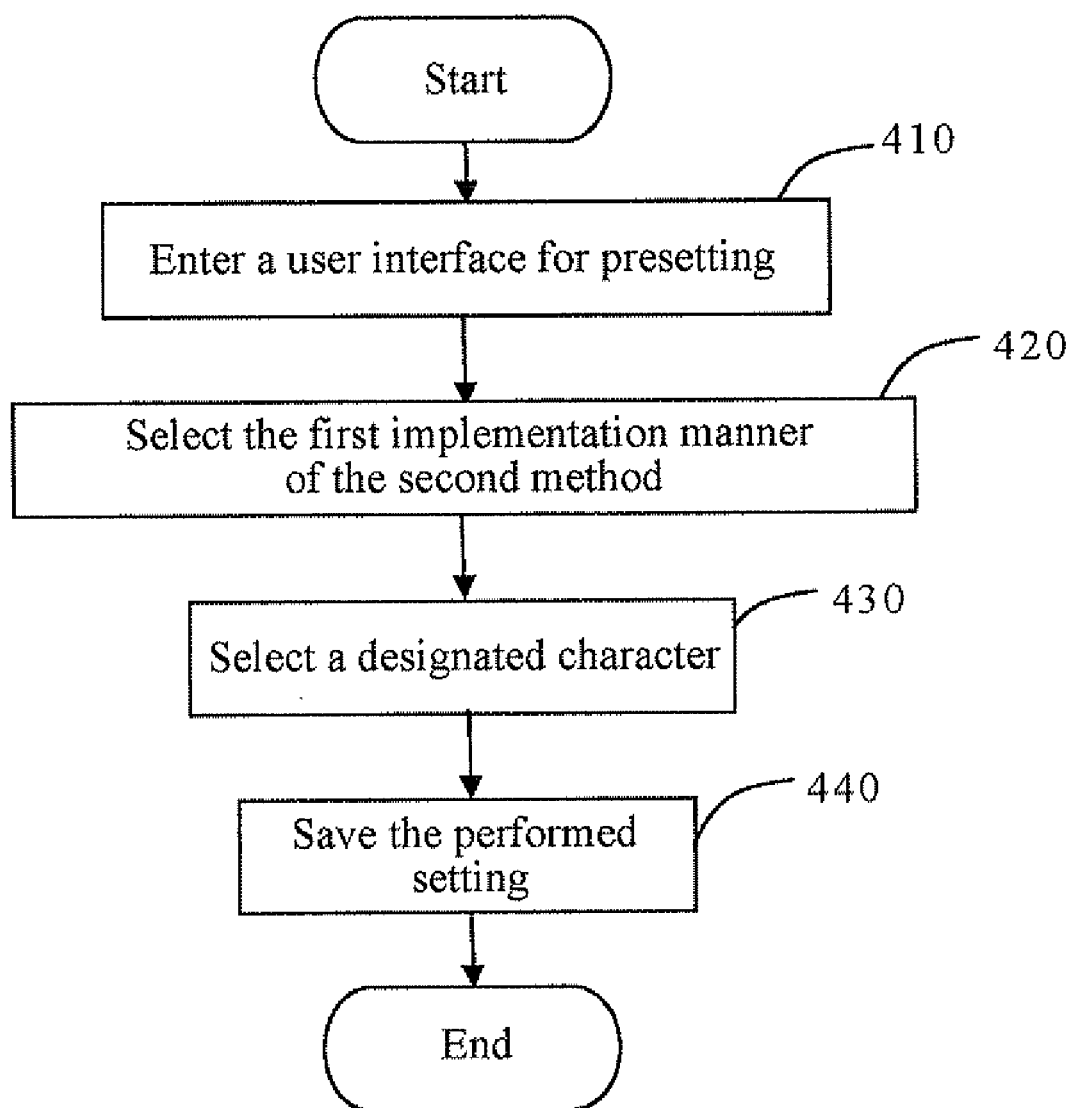 Start
410
Enter a user interface for presetting
420
Select the first implementation manner
of the second method
430
Select a designated character
440
Save the performed
setting
End